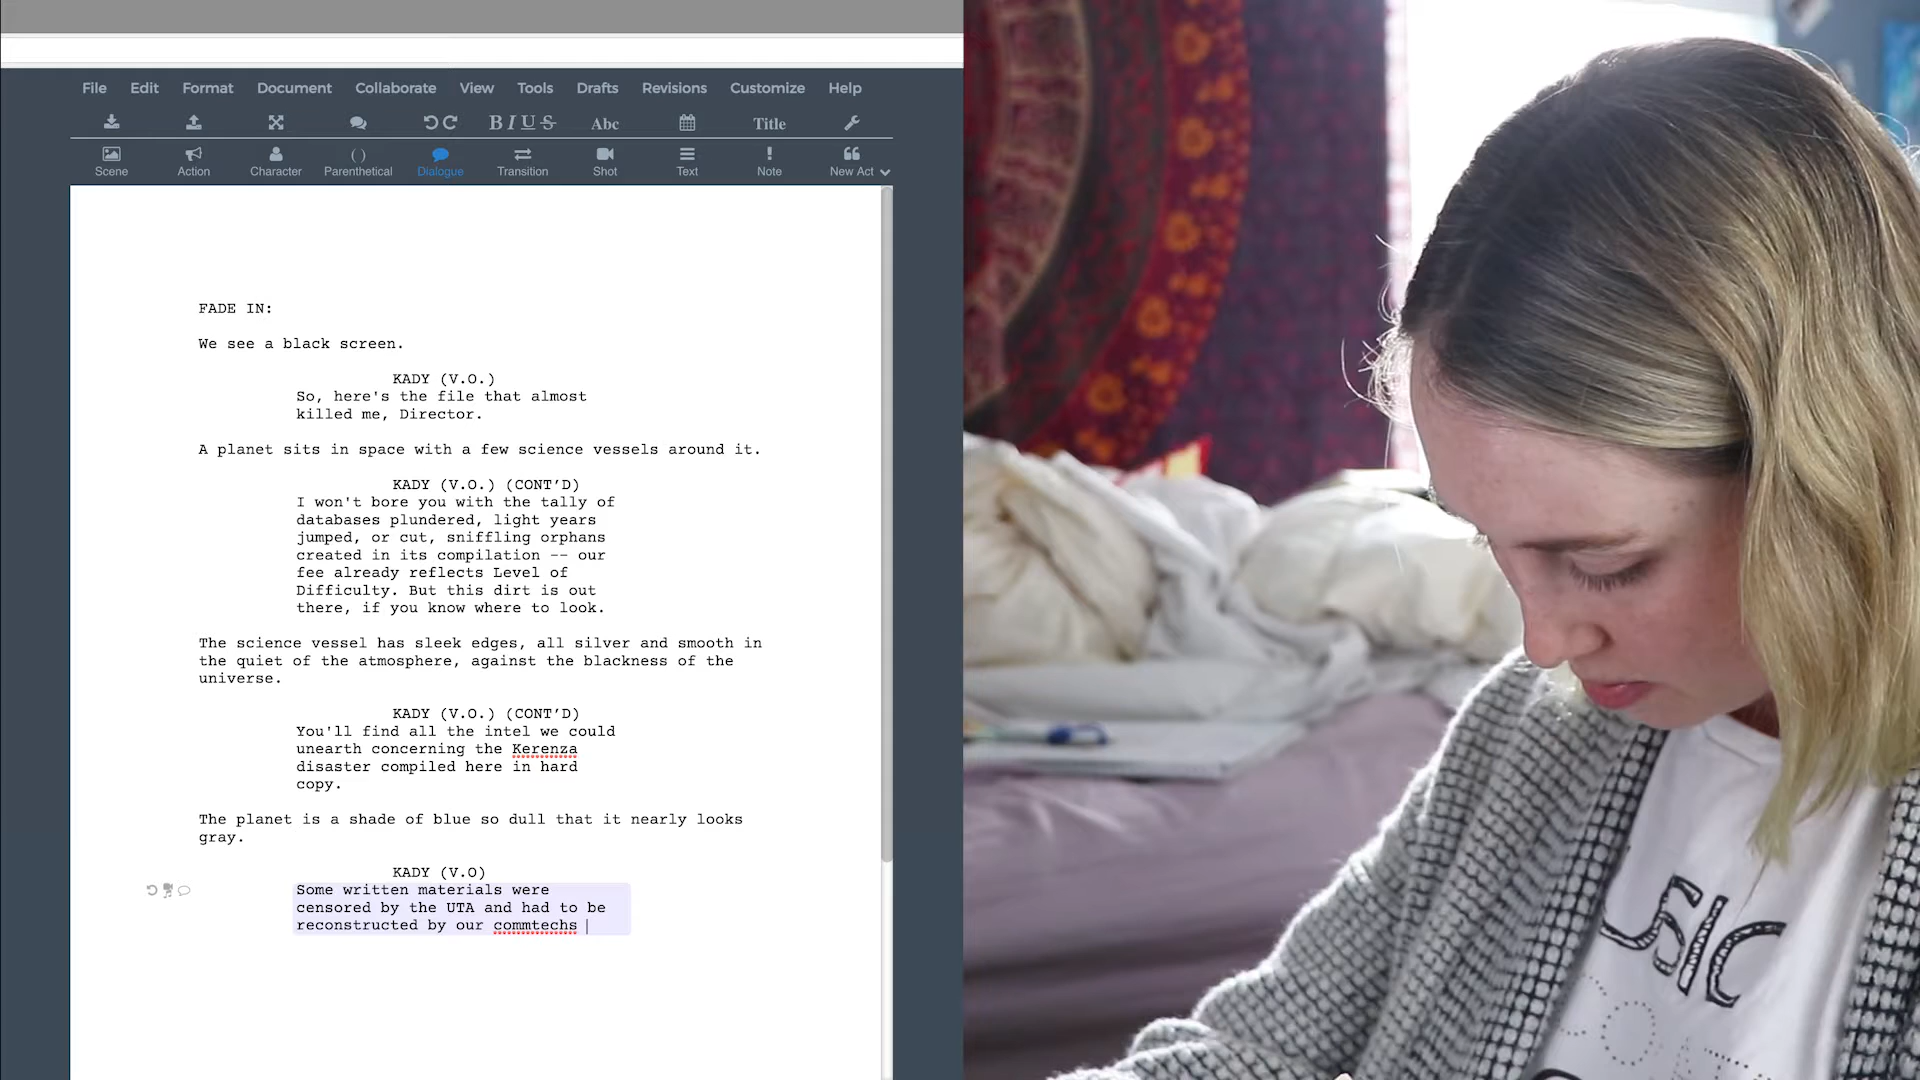 File Edit Format Document Collaborate View Tools Drafts Revisions Customize Help
B I U S Abc Title
Scene Action Character Parenthetical Dialogue Transition Shot Text Note New Act
FADE IN:
We see a black screen.
KADY (V.O.)
So, here's the file that almost
killed me, Director.
A planet sits in space with a few science vessels around it.
KADY (V.O.) (CONT'D)
I won't bore you with the tally of
databases plundered, light years
jumped, or cut, sniffling orphans
created in its compilation -- our
fee already reflects Level of
Difficulty. But this dirt is out
there, if you know where to look.
The science vessel has sleek edges, all silver and smooth in
the quiet of the atmosphere, against the blackness of the
universe.
KADY (V.O.) (CONT'D)
You'll find all the intel we could
unearth concerning the Kerenza
disaster compiled here in hard
copy.
The planet is a shade of blue so dull that it nearly looks
gray.
KADY (V.O)
Some written materials were
censored by the UTA and had to be
reconstructed by our commtechs